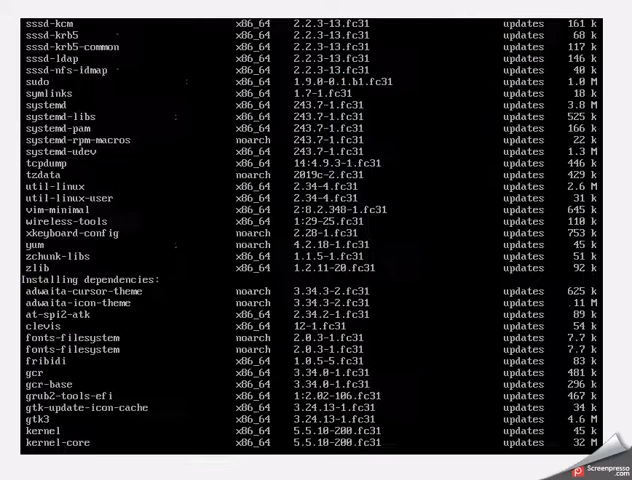 sssd-kcm x86_64 2.2.3-13.fc31 updates 161 k
sssd-krb5 x86_64 2.2.3-13.fc31 updates 68 k
sssd-krb5-common x86_64 2.2.3-13.fc31 updates 117 k
sssd-ldap x86_64 2.2.3-13.fc31 updates 146 k
sssd-nfs-idmap x86_64 2.2.3-13.fc31 updates 40 k
sudo x86_64 1.9.0-0.1.b1.fc31 updates 1.0 M
symlinks x86_64 1.7-1.fc31 updates 18 k
systemd x86_64 243.7-1.fc31 updates 3.8 M
systemd-libs x86_64 243.7-1.fc31 updates 525 k
systemd-pam x86_64 243.7-1.fc31 updates 166 k
systemd-rpm-macros noarch 243.7-1.fc31 updates 22 k
systemd-udev x86_64 243.7-1.fc31 updates 1.3 M
tcpdump x86_64 14:4.9.3-1.fc31 updates 446 k
tzdata noarch 2019c-2.fc31 updates 429 k
util-linux x86_64 2.34-4.fc31 updates 2.6 M
util-linux-user x86_64 2.34-4.fc31 updates 31 k
vim-minimal x86_64 2:8.2.348-1.fc31 updates 645 k
wireless-tools x86_64 1:29-25.fc31 updates 110 k
xkeyboard-config noarch 2.28-1.fc31 updates 753 k
yum noarch 4.2.18-1.fc31 updates 45 k
zchunk-libs x86_64 1.1.5-1.fc31 updates 51 k
zlib x86_64 1.2.11-20.fc31 updates 92 k
Installing dependencies:
adwaita-cursor-theme noarch 3.34.3-2.fc31 updates 625 k
adwaita-icon-theme noarch 3.34.3-2.fc31 updates 11 M
at-spi2-atk x86_64 2.34.2-1.fc31 updates 89 k
clevis x86_64 12-1.fc31 updates 54 k
fonts-filesystem noarch 2.0.3-1.fc31 updates 7.7 k
fonts-filesystem noarch 2.0.3-1.fc31 updates 7.7 k
fribidi x86_64 1.0.5-5.fc31 updates 83 k
gcr x86_64 3.34.0-1.fc31 updates 481 k
gcr-base x86_64 3.34.0-1.fc31 updates 296 k
grub2-tools-efi x86_64 1:2.02-106.fc31 updates 467 k
gtk-update-icon-cache x86_64 3.24.13-1.fc31 updates 34 k
gtk3 x86_64 3.24.13-1.fc31 updates 4.6 M
kernel x86_64 5.5.10-200.fc31 updates 45 k
kernel-core x86_64 5.5.10-200.fc31 updates 32 M
Screenpresso
.com